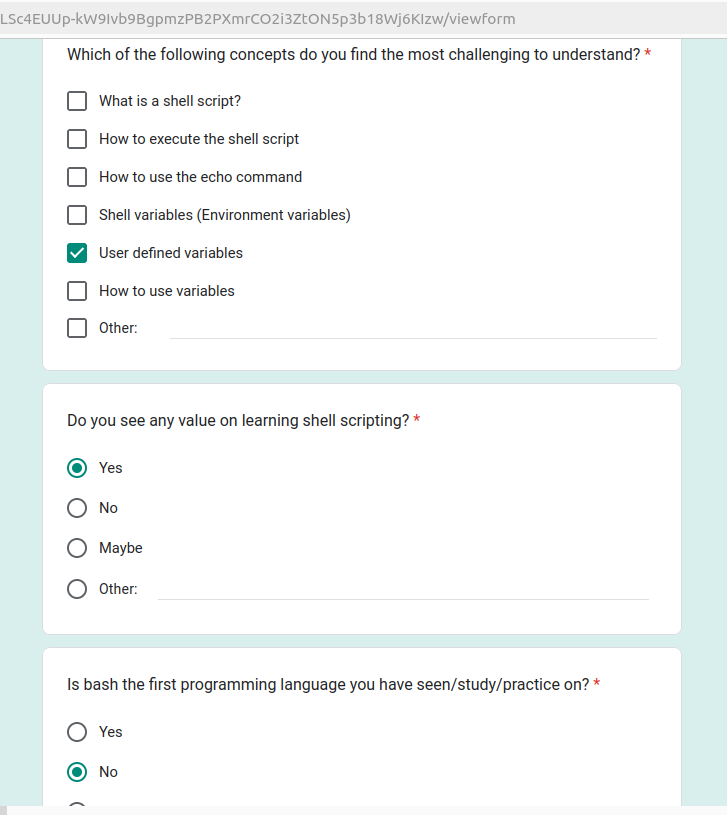 LSc4EUUp-kW9Ivb9BgpmzPB2PXmrCO2i3ZtON5p3b18Wj6KIzw/viewform
Which of the following concepts do you find the most challenging to understand? *
What is a shell script?
How to execute the shell script
How to use the echo command
Shell variables (Environment variables)
User defined variables
How to use variables
Other:
Do you see any value on learning shell scripting? *
Yes
No
Maybe
Other:
Is bash the first programming language you have seen/study/practice on? *
Yes
No